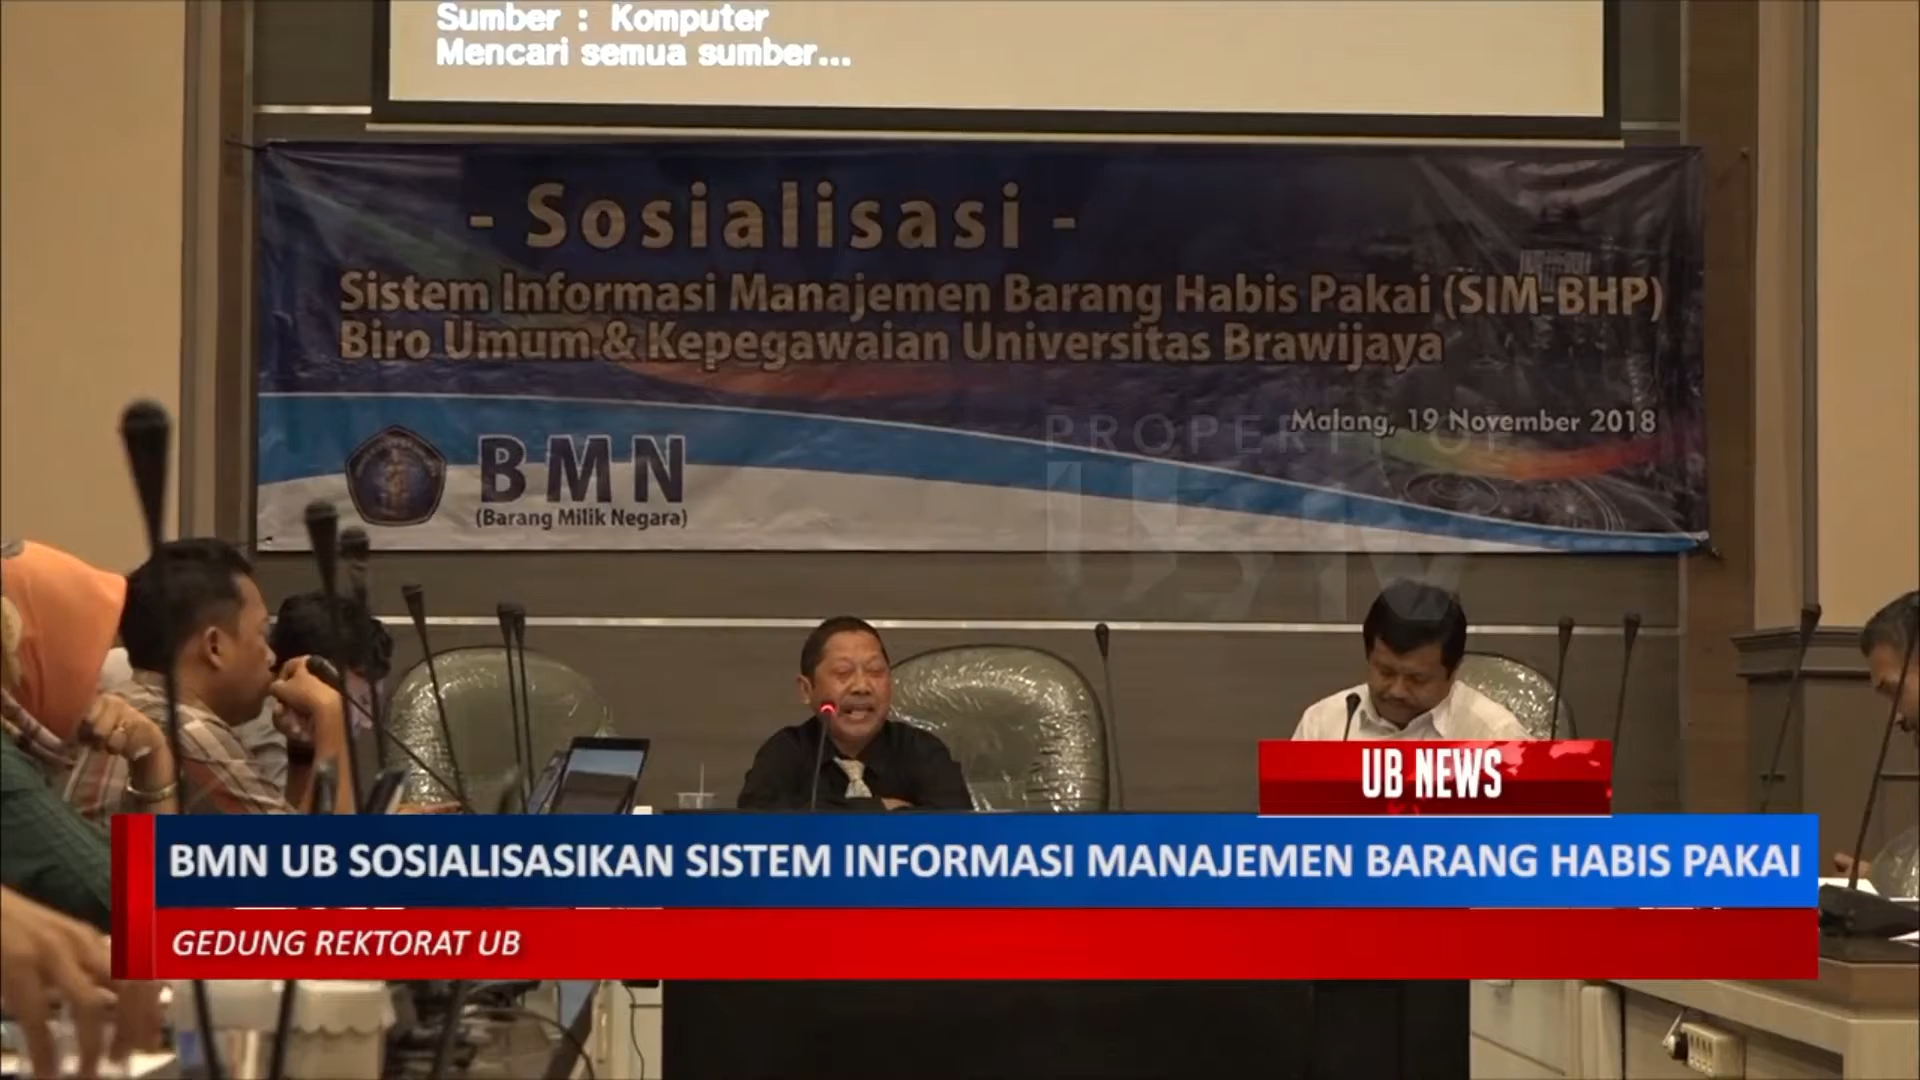 Sumber : Komputer
Mencari semua sumber...
- Sosialisasi -
Sistem Informasi Manajemen Barang Habis Pakai (SIM-BHP)
Biro Umum & Kepegawaian Universitas Brawijaya
Malang, 19 November 2018
PROPERTY OF
BMN
(Barang Milik Negara)
UB NEWS
BMN UB SOSIALISASIKAN SISTEM INFORMASI MANAJEMEN BARANG HABIS PAKAI
GEDUNG REKTORAT UB